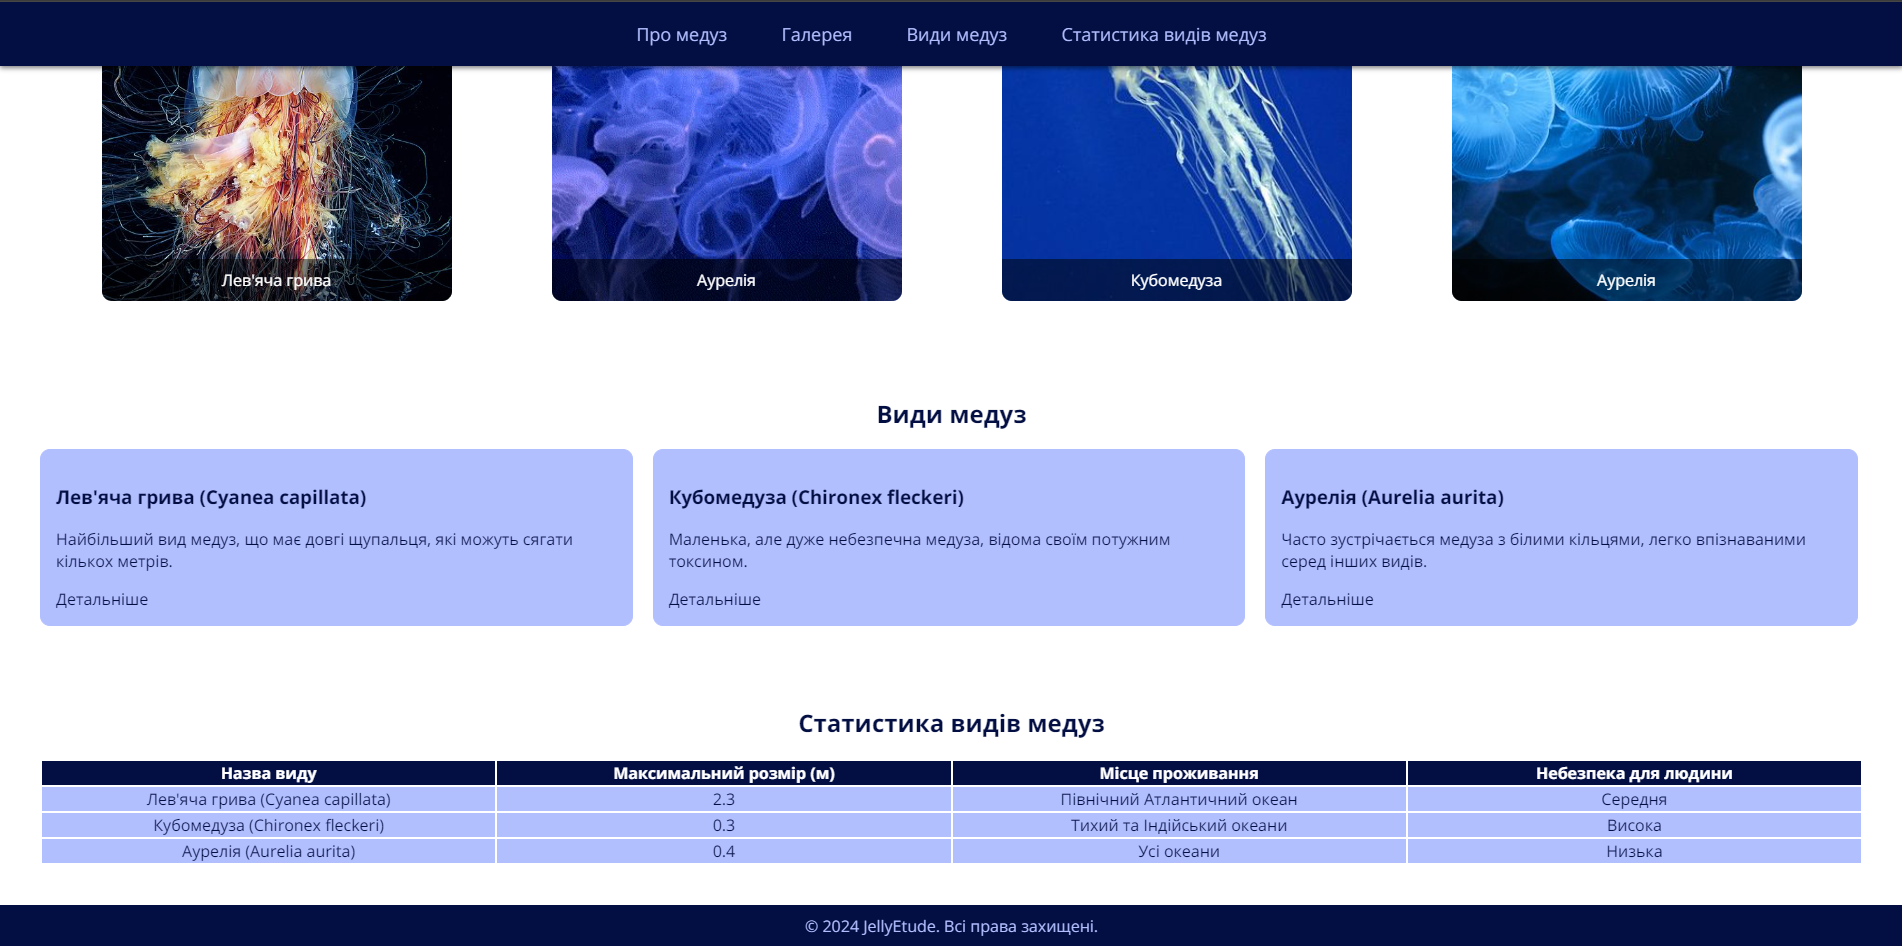 Про медуз Галерея Види медуз Статистика видів медуз
Лев'яча грива Аурелія Кубомедуза Аурелія
Види медуз
Лев'яча грива (Cyanea capillata)
Найбільший вид медуз, що має довгі щупальця, які можуть сягати
кількох метрів.
Детальніше
Кубомедуза (Chironex fleckeri)
Маленька, але дуже небезпечна медуза, відома своїм потужним
токсином.
Детальніше
Аурелія (Aurelia aurita)
Часто зустрічається медуза з білими кільцями, легко впізнаваними
серед інших видів.
Детальніше
Статистика видів медуз
Назва виду Максимальний розмір (м) Місце проживання Небезпека для людини
Лев'яча грива (Cyanea capillata) 2.3 Північний Атлантичний океан Середня
Кубомедуза (Chironex fleckeri) 0.3 Тихий та Індійський океани Висока
Аурелія (Aurelia aurita) 0.4 Усі океани Низька
© 2024 JellyEtude. Всі права захищені.